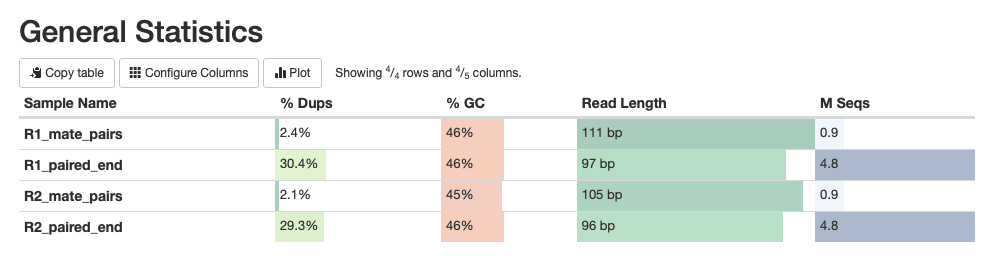 General Statistics
Copy table Configure Columns Plot Showing 4/4 rows and 4/5 columns.
Sample Name % Dups % GC Read Length M Seqs
R1_mate_pairs 2.4% 46% 111 bp 0.9
R1_paired_end 30.4% 46% 97 bp 4.8
R2_mate_pairs 2.1% 45% 105 bp 0.9
R2_paired_end 29.3% 46% 96 bp 4.8